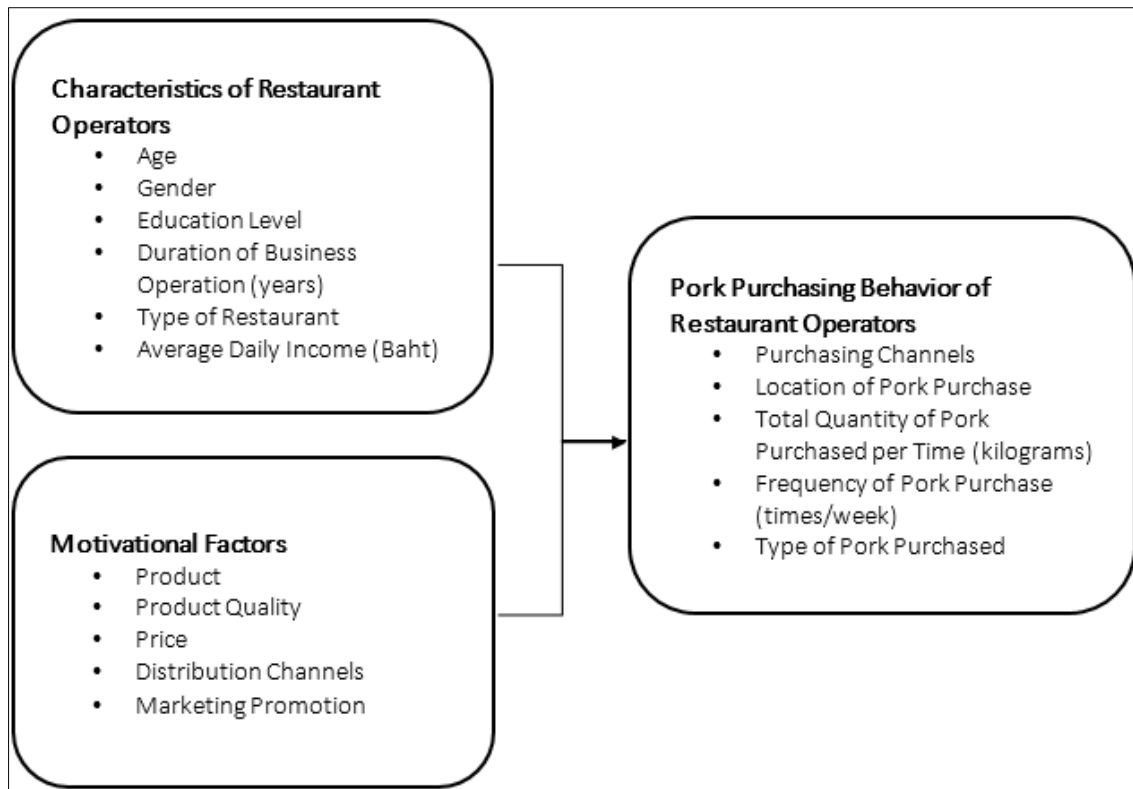 Characteristics of Restaurant
Operators
• Age
• Gender
• Education Level
• Duration of Business
Operation (years)
• Type of Restaurant
• Average Daily Income (Baht)
Motivational Factors
• Product
• Product Quality
• Price
• Distribution Channels
• Marketing Promotion
Pork Purchasing Behavior of
Restaurant Operators
• Purchasing Channels
• Location of Pork Purchase
• Total Quantity of Pork
Purchased per Time (kilograms)
• Frequency of Pork Purchase
(times/week)
• Type of Pork Purchased